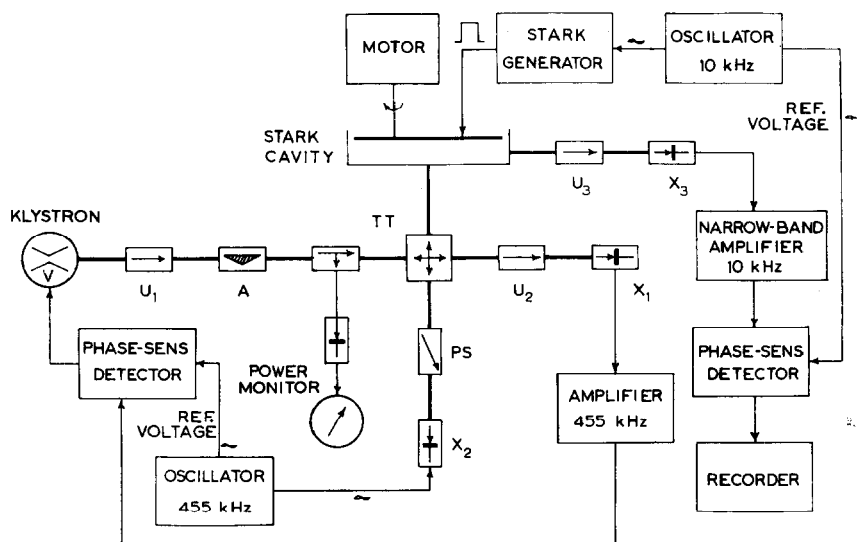 MOTOR
STARK
GENERATOR
OSCILLATOR
10 kHz
REF.
VOLTAGE
STARK
CAVITY
U3
X3
KLYSTRON
V
TT
NARROW-BAND
AMPLIFIER
10 kHz
U1
A
U2
X1
PHASE-SENS
DETECTOR
POWER
MONITOR
PS
PHASE-SENS
DETECTOR
REF.
VOLTAGE
AMPLIFIER
455 kHz
X2
OSCILLATOR
455 kHz
RECORDER